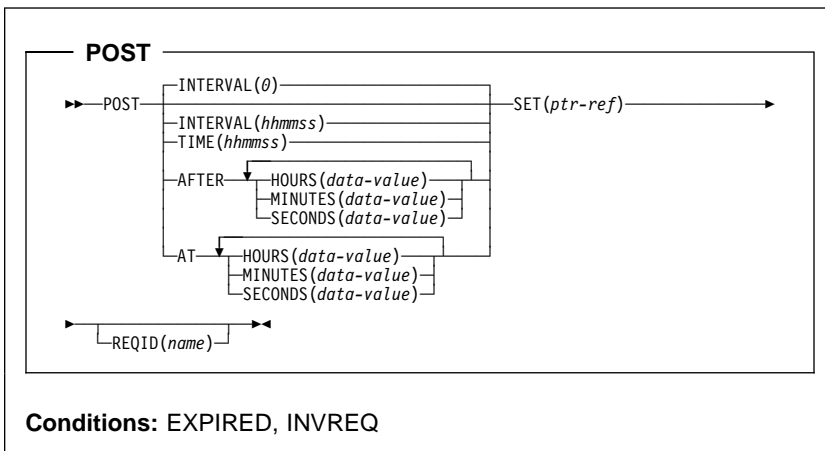 POST
INTERVAL(0)
POST SET(ptr-ref)
INTERVAL(hhmmss)
TIME(hhmmss)
AFTER HOURS(data-value)
MINUTES(data-value)
SECONDS(data-value)
AT HOURS(data-value)
MINUTES(data-value)
SECONDS(data-value)
REQID(name)
Conditions: EXPIRED, INVREQ